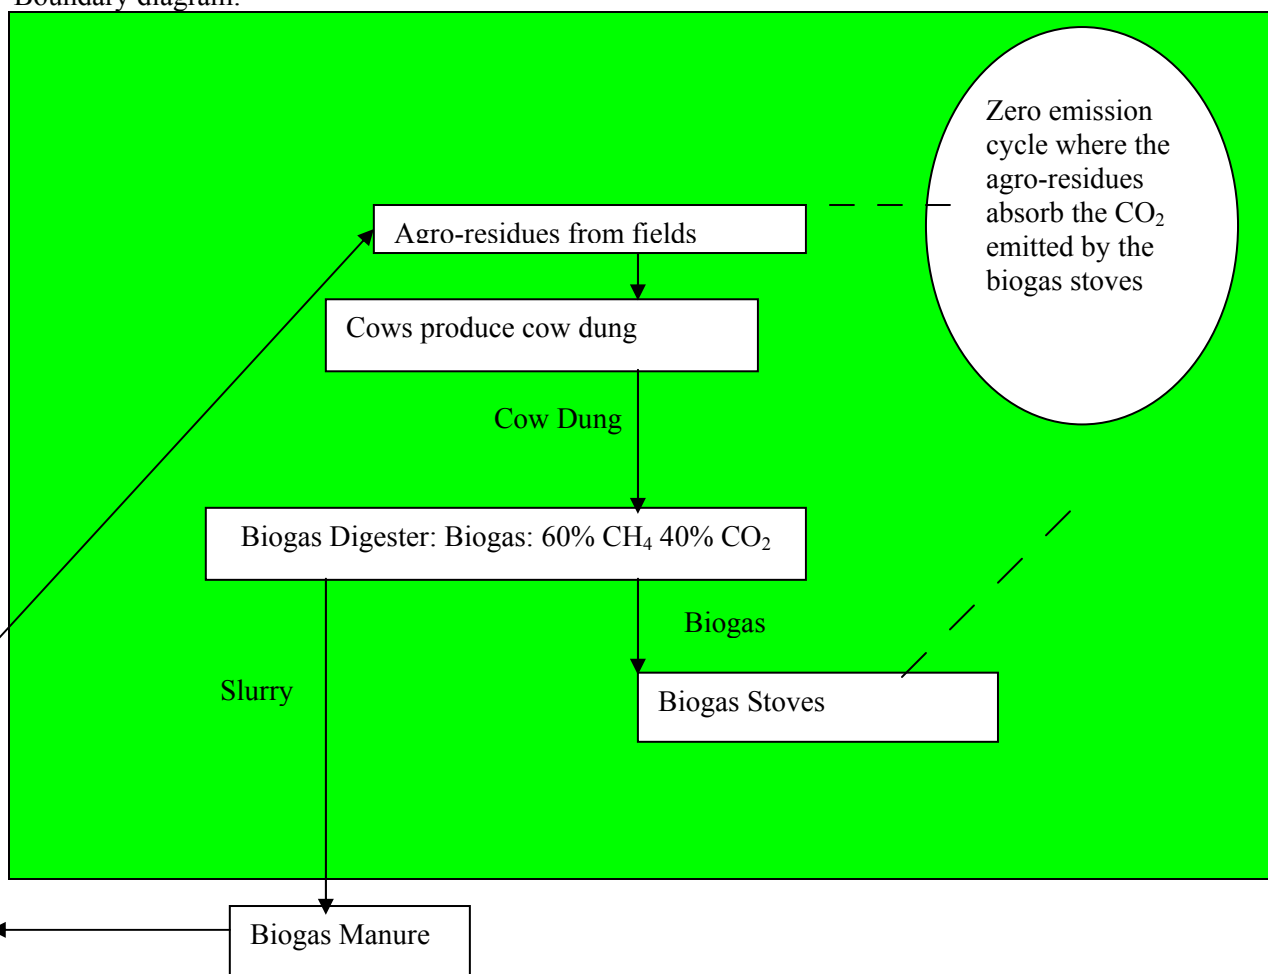 Boundary diagram:
Zero emission
cycle where the
agro-residues
absorb the CO₂
emitted by the
biogas stoves
Agro-residues from fields
Cows produce cow dung
Cow Dung
Biogas Digester: Biogas: 60% CH₄ 40% CO₂
Biogas
Slurry
Biogas Stoves
Biogas Manure